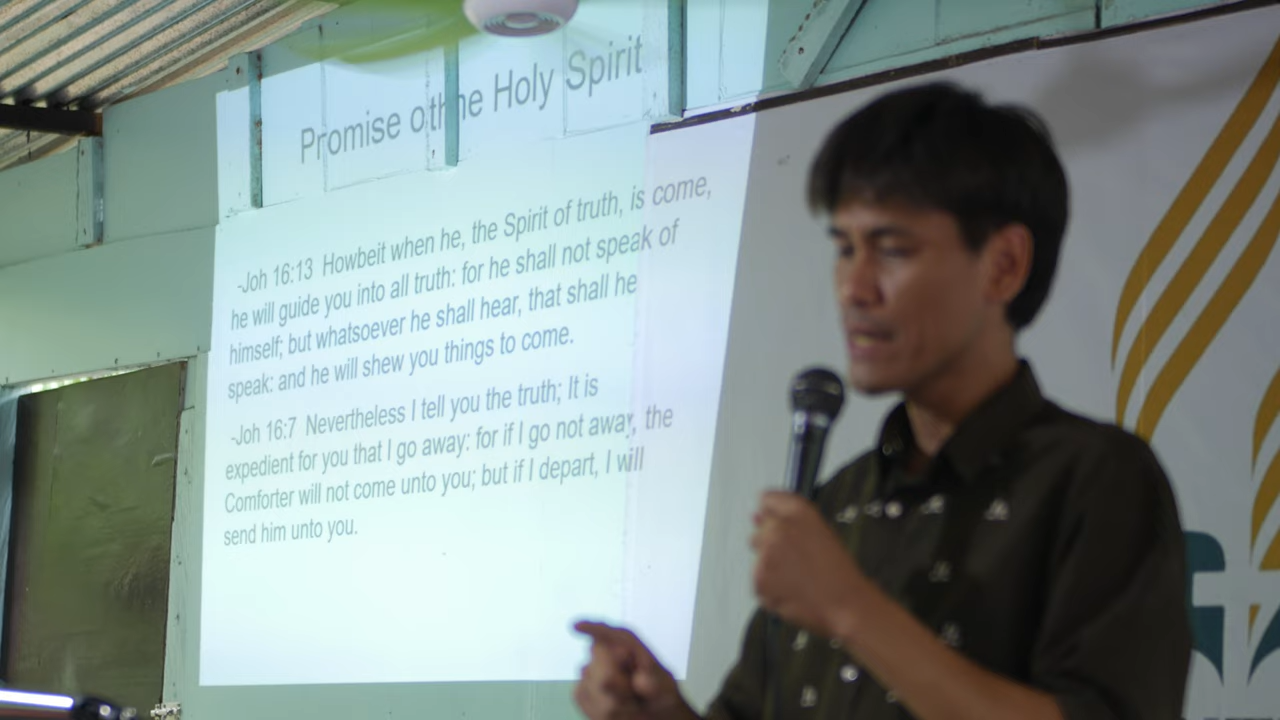 Promise oth he Holy Spirit
-Joh 16:13 Howbeit when he, the Spirit of truth, is come,
he will guide you into all truth: for he shall not speak of
himself; but whatsoever he shall hear, that shall he
speak: and he will shew you things to come.
-Joh 16:7 Nevertheless I tell you the truth; It is
expedient for you that I go away: for if I go not away, the
Comforter will not come unto you; but if I depart, I will
send him unto you.